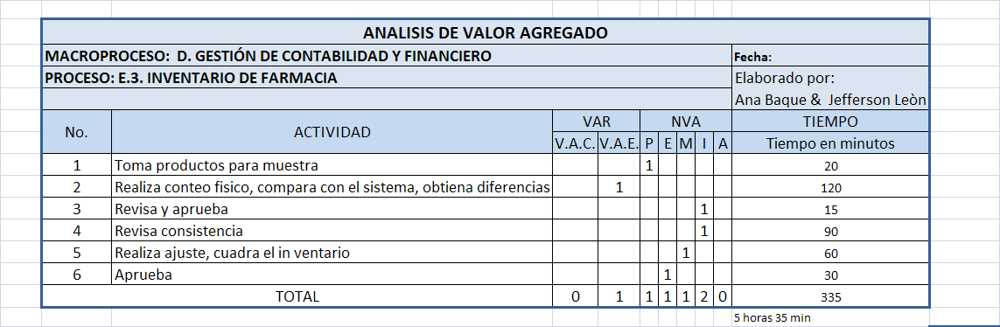 ANALISIS DE VALOR AGREGADO
MACROPROCESO: D. GESTIÓN DE CONTABILIDAD Y FINANCIERO Fecha:
PROCESO: E.3. INVENTARIO DE FARMACIA Elaborado por:
Ana Baque & Jefferson Leòn
No. ACTIVIDAD VAR NVA TIEMPO
V.A.C. V.A.E. P E M I A Tiempo en minutos
1 Toma productos para muestra 1 20
2 Realiza conteo fisico, compara con el sistema, obtiena diferencias 1 120
3 Revisa y aprueba 1 15
4 Revisa consistencia 1 90
5 Realiza ajuste, cuadra el in ventario 1 60
6 Aprueba 1 30
TOTAL 0 1 1 1 1 2 0 335
5 horas 35 min